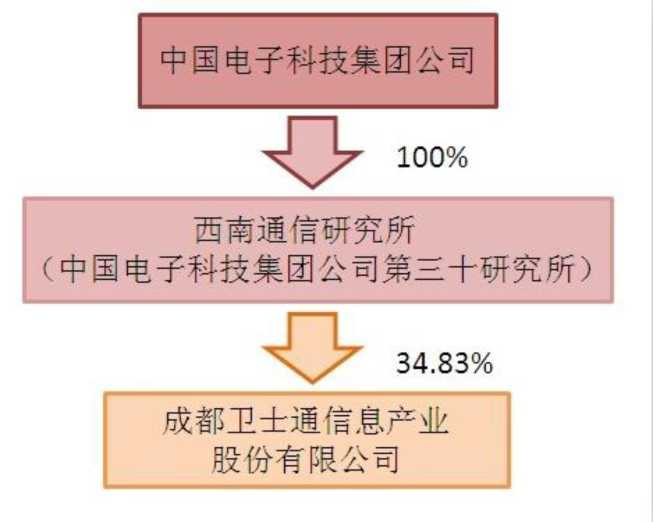 中国电子科技集团公司
100%
西南通信研究所
（中国电子科技集团公司第三十研究所）
34.83%
成都卫士通信息产业
股份有限公司